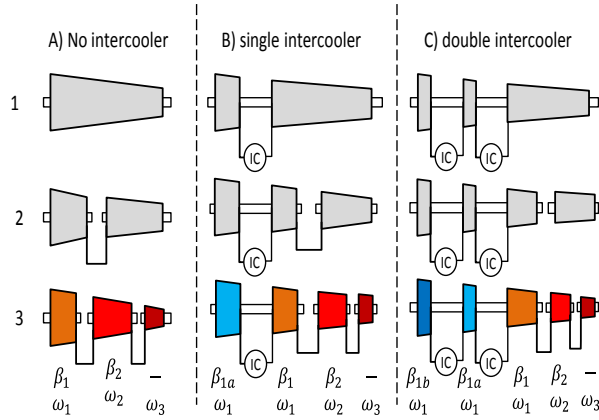 A) No intercooler B) single intercooler C) double intercooler
1
IC IC IC
2
IC IC IC
3
IC IC IC
β₁ β₂ – β₁ₐ β₁ β₂ – β₁b β₁ₐ β₁ β₂ –
ω₁ ω₂ ω₃ ω₁ ω₁ ω₂ ω₃ ω₁ ω₁ ω₁ ω₂ ω₃